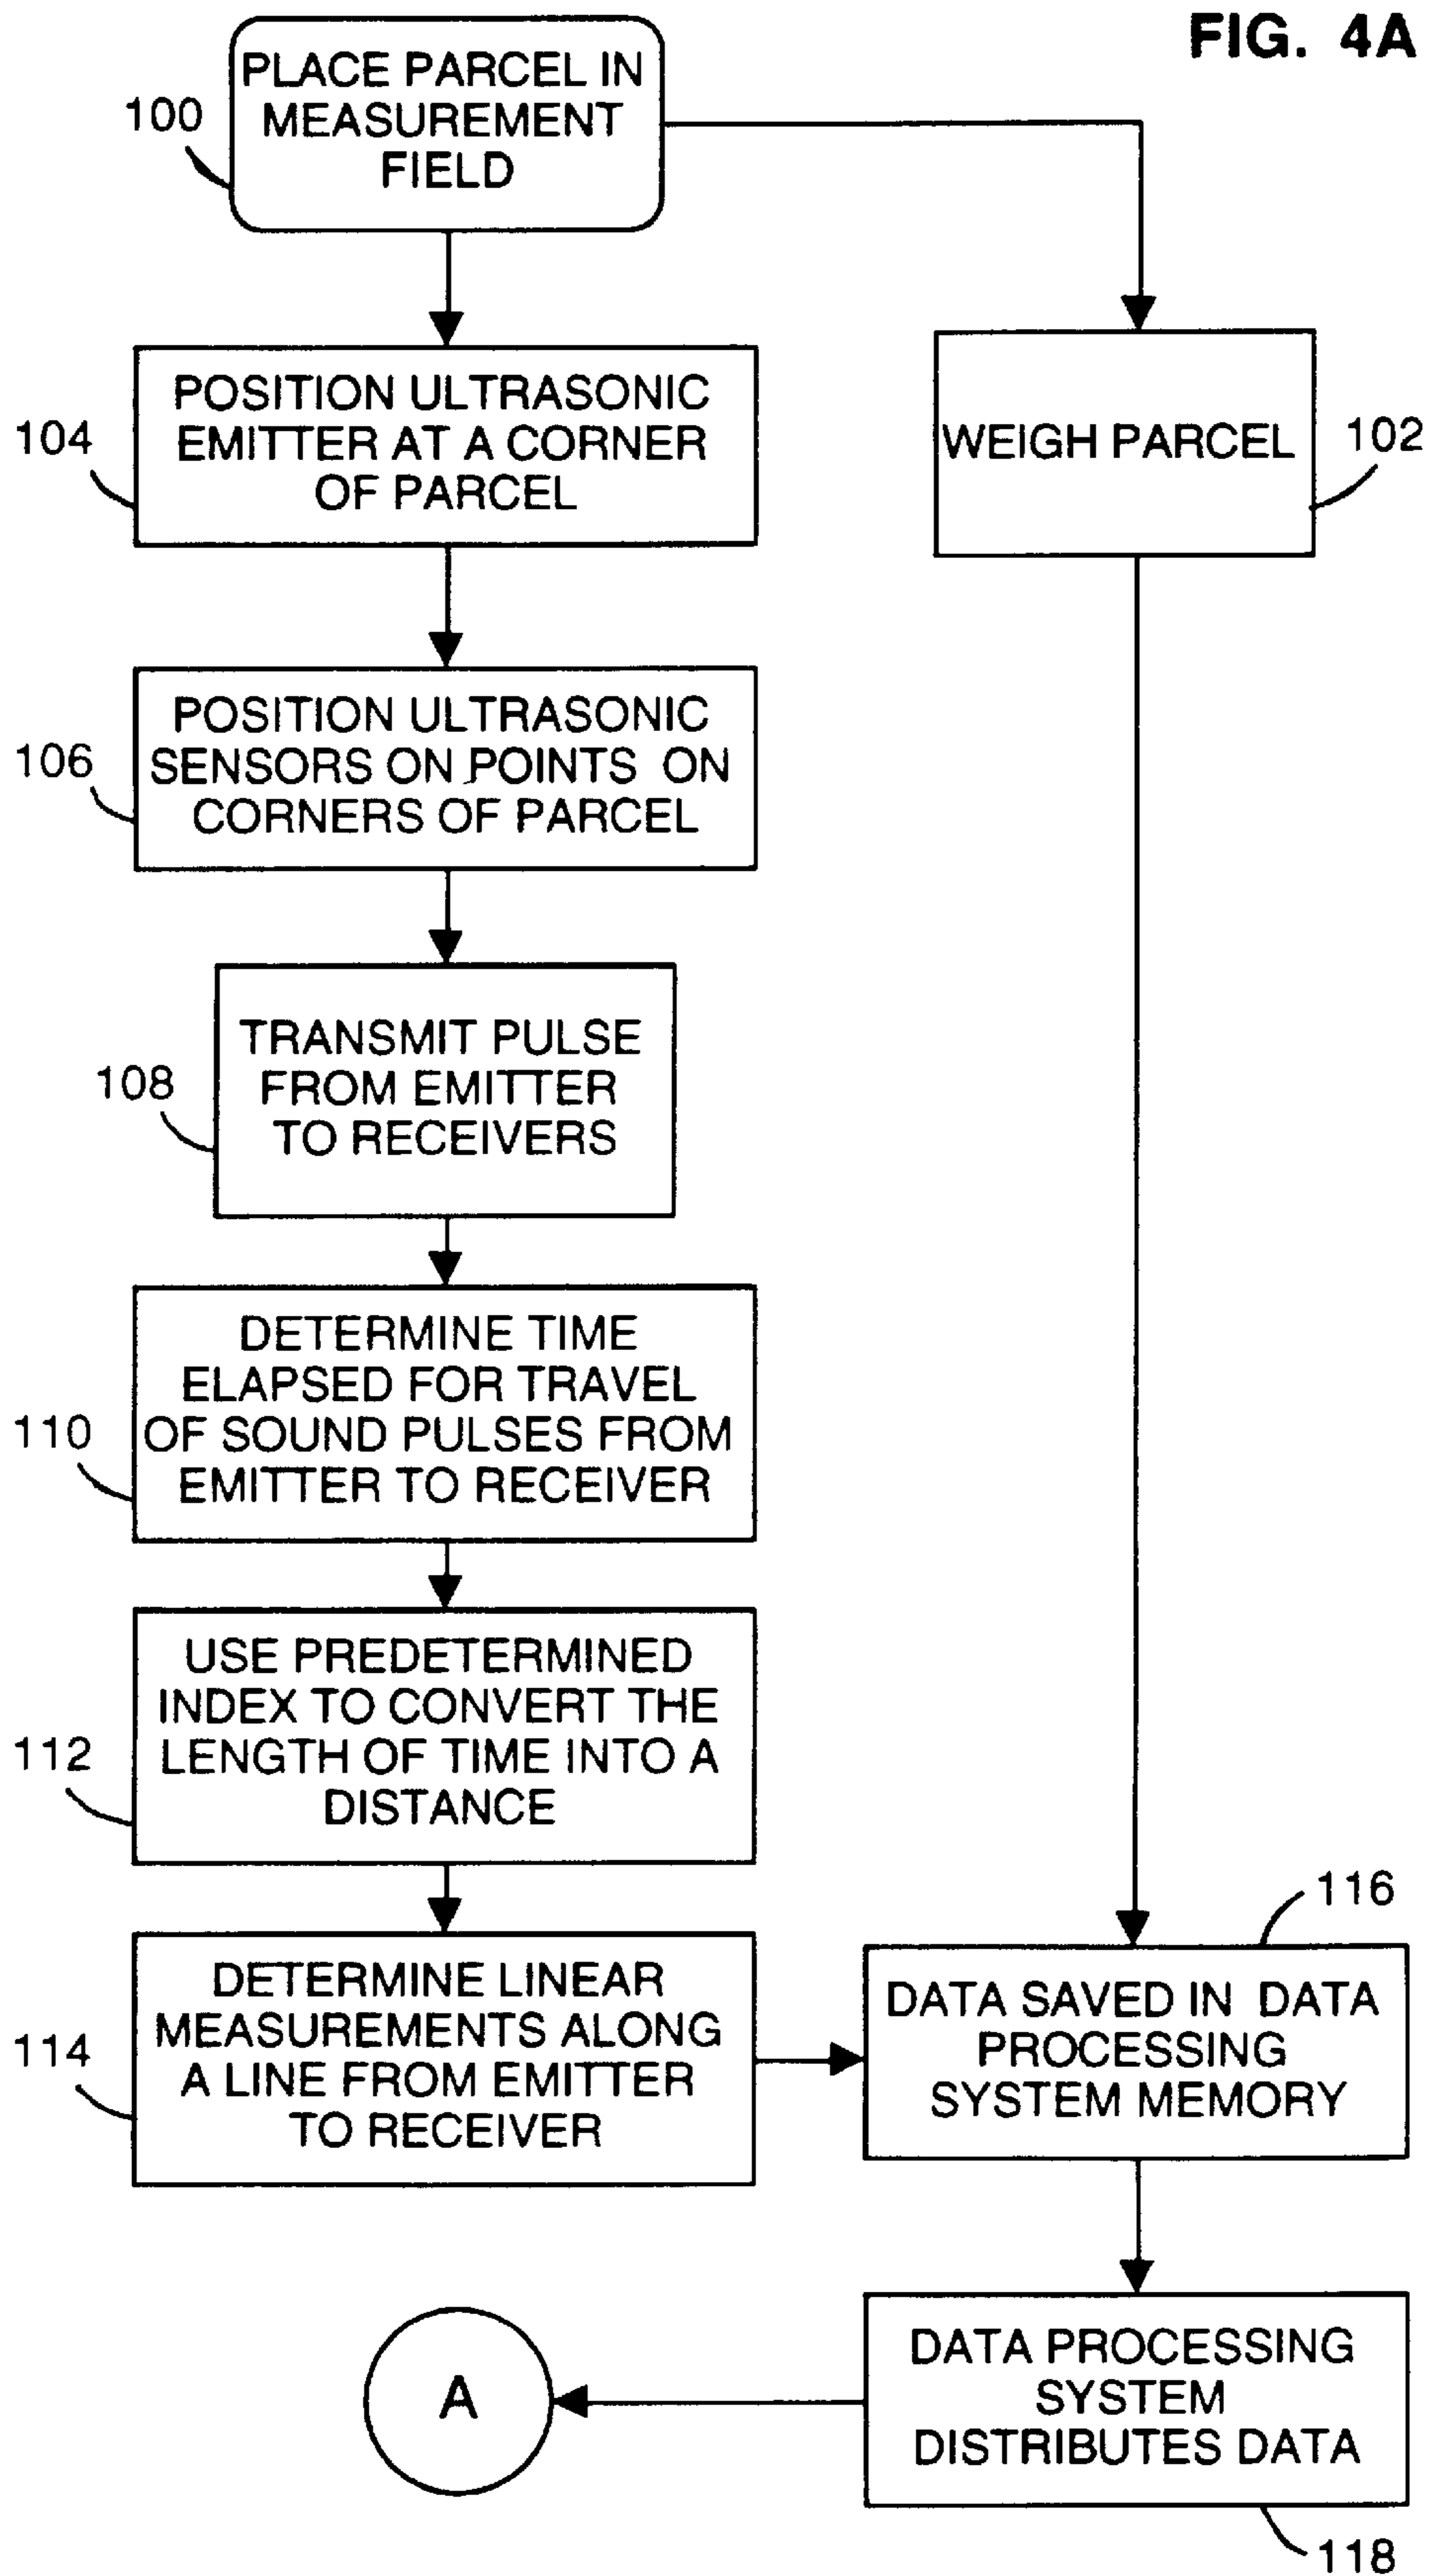 FIG. 4A
PLACE PARCEL IN
MEASUREMENT
FIELD
100
POSITION ULTRASONIC
EMITTER AT A CORNER
OF PARCEL
104
WEIGH PARCEL
102
POSITION ULTRASONIC
SENSORS ON POINTS ON
CORNERS OF PARCEL
106
TRANSMIT PULSE
FROM EMITTER
TO RECEIVERS
108
DETERMINE TIME
ELAPSED FOR TRAVEL
OF SOUND PULSES FROM
EMITTER TO RECEIVER
110
USE PREDETERMINED
INDEX TO CONVERT THE
LENGTH OF TIME INTO A
DISTANCE
112
DETERMINE LINEAR
MEASUREMENTS ALONG
A LINE FROM EMITTER
TO RECEIVER
114
116
DATA SAVED IN DATA
PROCESSING
SYSTEM MEMORY
DATA PROCESSING
SYSTEM
DISTRIBUTES DATA
118
A